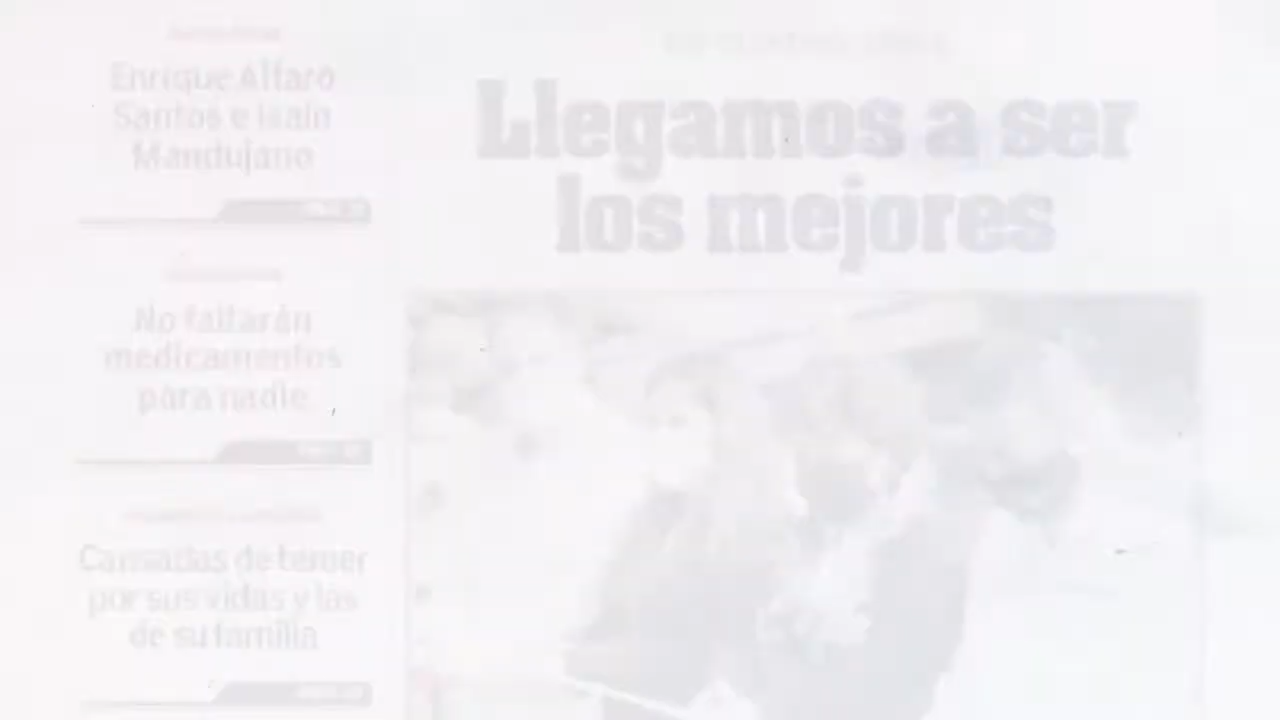 Enrique Alfaro
Santos e Isaín
Mandujano
No faltarán
medicamentos
para nadie
Cansadas de temer
por sus vidas y las
de su familia
Llegamos a ser
los mejores